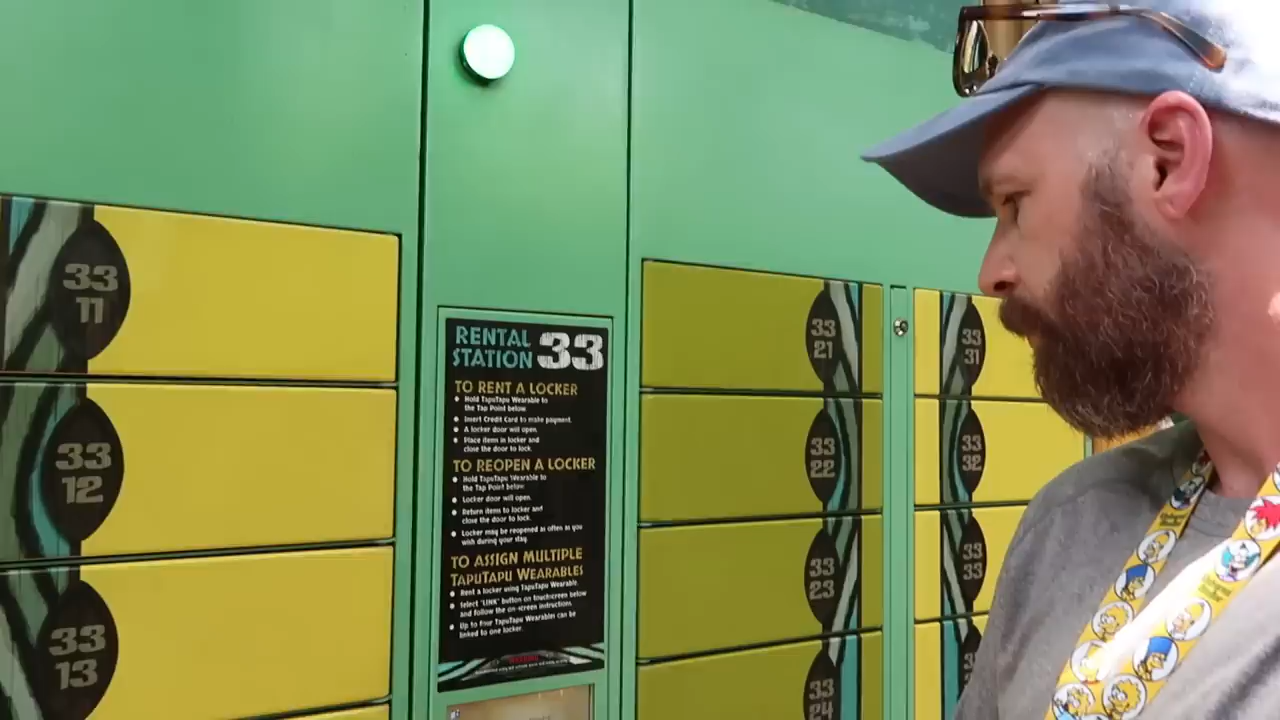 33
11
33
12
33
13
RENTAL
STATION 33
TO RENT A LOCKER
Hold TapuTapu Wearable to
the Tap Point below.
Insert Credit Card to make payment.
A locker door will open.
Place items in locker and
close the door to lock.
TO REOPEN A LOCKER
Hold TapuTapu Wearable to
the Tap Point below.
Locker door will open.
Return items to locker and
close the door to lock.
Locker may be reopened as often as you
wish during your stay.
TO ASSIGN MULTIPLE
TAPUTAPU WEARABLES
Rent a locker using TapuTapu Wearable.
Select "LINK" button on touchscreen below
and follow the on-screen instructions.
Up to four TapuTapu Wearables can be
linked to one locker.
33
21
33
22
33
23
33
24
33
31
33
32
33
33